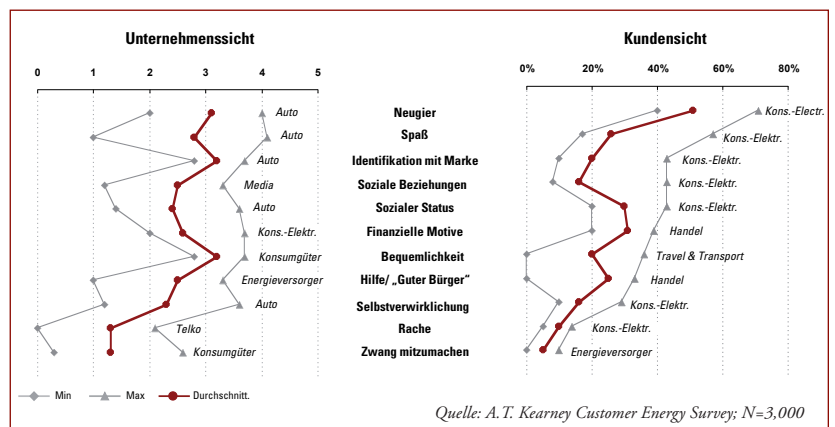 Unternehmenssicht
Kundensicht
0 1 2 3 4 5
0% 20% 40% 60% 80%
Auto Neugier Kons.-Electr.
Auto Spaß Kons.-Elektr.
Auto Identifikation mit Marke Kons.-Elektr.
Media Soziale Beziehungen Kons.-Elektr.
Auto Sozialer Status Kons.-Elektr.
Kons.-Elektr. Finanzielle Motive Handel
Konsumgüter Bequemlichkeit Travel & Transport
Energieversorger Hilfe/ „Guter Bürger" Handel
Auto Selbstverwirklichung Kons.-Elektr.
Telko Rache Kons.-Elektr.
Konsumgüter Zwang mitzumachen Energieversorger
Min Max Durchschnitt.
Quelle: A.T. Kearney Customer Energy Survey; N=3,000